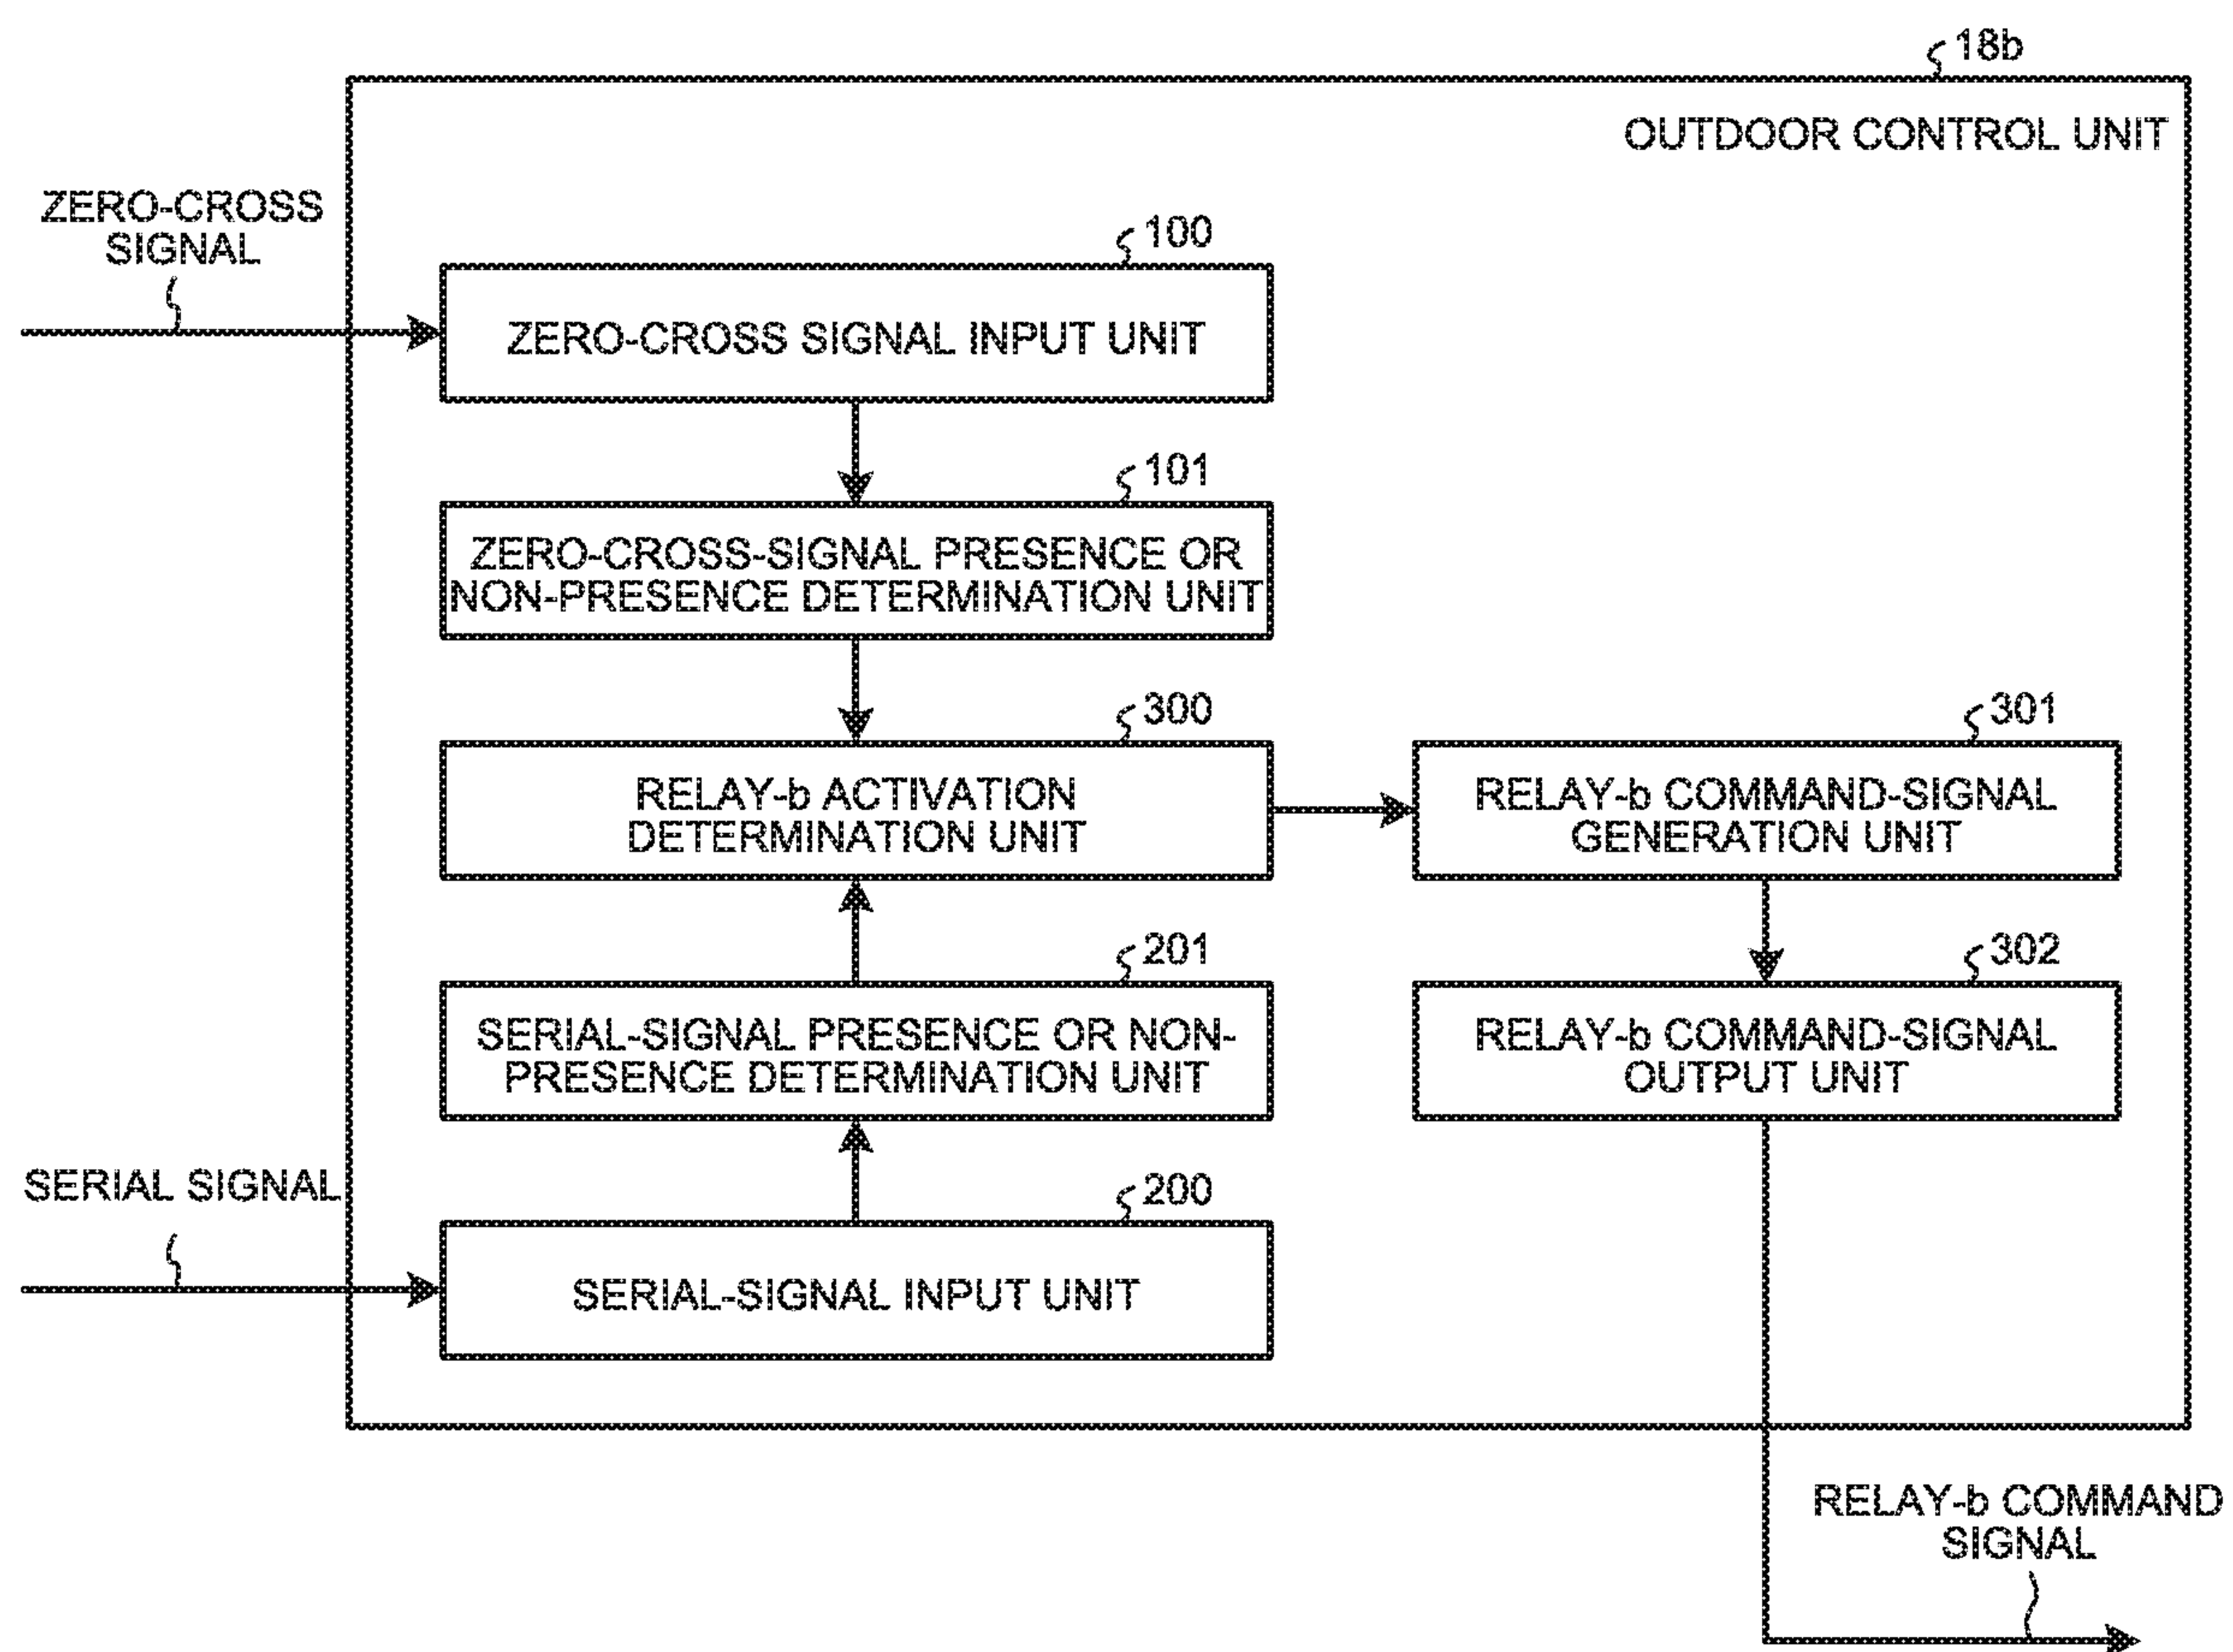 18b
OUTDOOR CONTROL UNIT
ZERO-CROSS
SIGNAL
100
ZERO-CROSS SIGNAL INPUT UNIT
101
ZERO-CROSS-SIGNAL PRESENCE OR
NON-PRESENCE DETERMINATION UNIT
300
RELAY-b ACTIVATION
DETERMINATION UNIT
301
RELAY-b COMMAND-SIGNAL
GENERATION UNIT
201
SERIAL-SIGNAL PRESENCE OR NON-
PRESENCE DETERMINATION UNIT
302
RELAY-b COMMAND-SIGNAL
OUTPUT UNIT
SERIAL SIGNAL
200
SERIAL-SIGNAL INPUT UNIT
RELAY-b COMMAND
SIGNAL